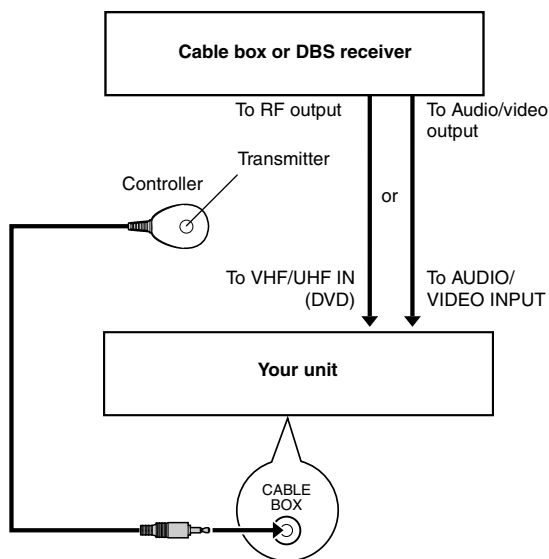 Cable box or DBS receiver
To RF output
To Audio/video
output
Transmitter
Controller
or
To VHF/UHF IN
(DVD)
To AUDIO/
VIDEO INPUT
Your unit
CABLE
BOX